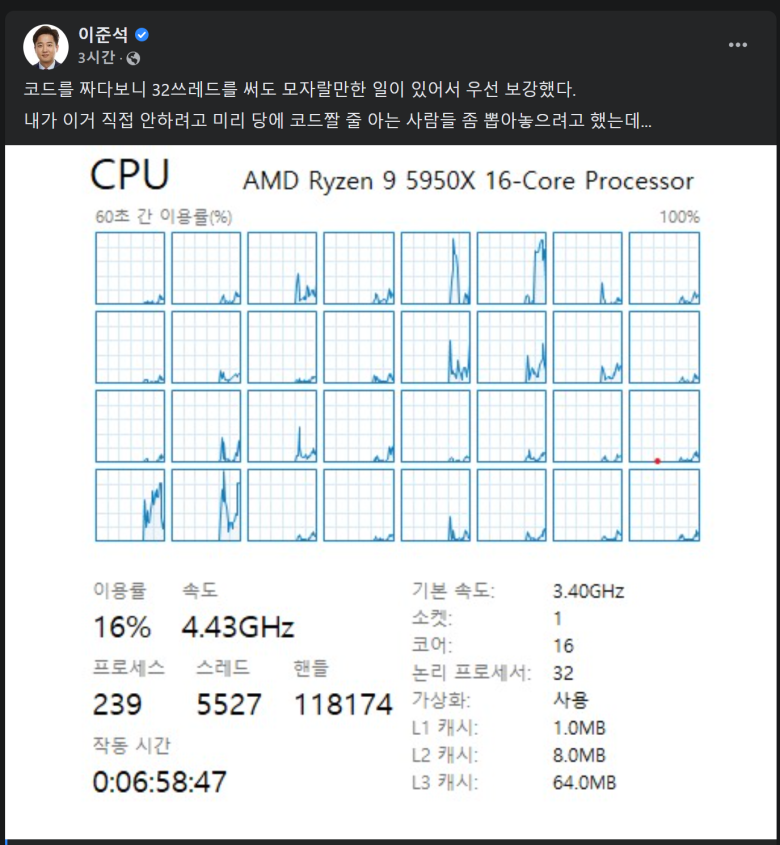 이준석
3시간 ·
코드를 짜다보니 32쓰레드를 써도 모자랄만한 일이 있어서 우선 보강했다.
내가 이거 직접 안하려고 미리 당에 코드짤 줄 아는 사람들 좀 뽑아놓으려고 했는데...
CPU AMD Ryzen 9 5950X 16-Core Processor
60초 간 이용률(%) 100%
이용률 속도
16% 4.43GHz
프로세스 스레드 핸들
239 5527 118174
작동 시간
0:06:58:47
기본 속도: 3.40GHz
소켓: 1
코어: 16
논리 프로세서: 32
가상화: 사용
L1 캐시: 1.0MB
L2 캐시: 8.0MB
L3 캐시: 64.0MB